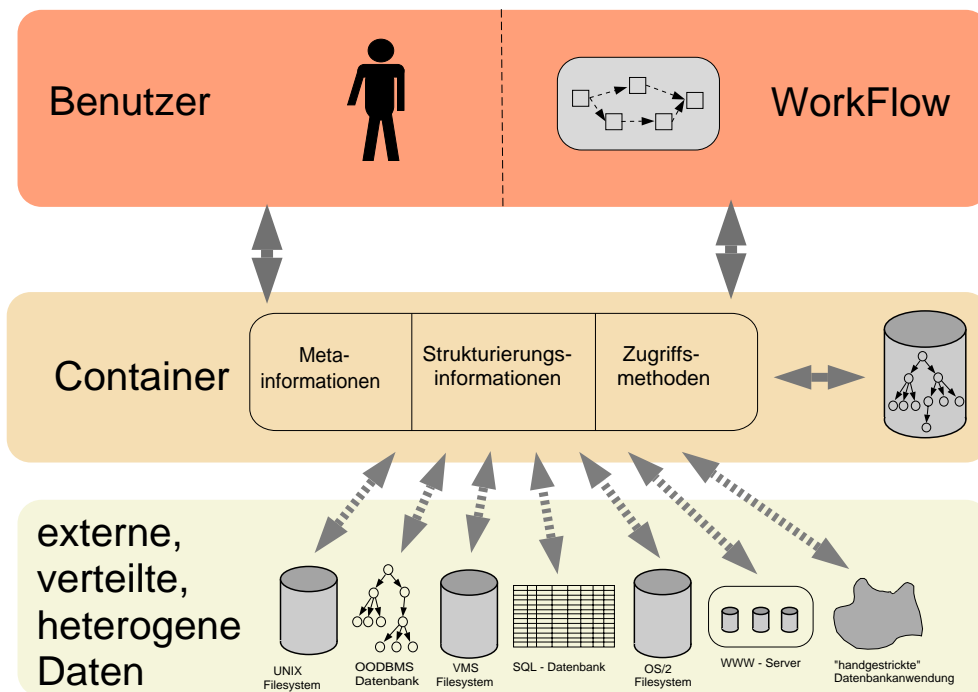 Benutzer
WorkFlow
Container
Meta-
informationen
Strukturierungs-
informationen
Zugriffs-
methoden
externe,
verteilte,
heterogene
Daten
UNIX
Filesystem
OODBMS
Datenbank
VMS
Filesystem
SQL - Datenbank
OS/2
Filesystem
WWW - Server
"handgestrickte"
Datenbankanwendung